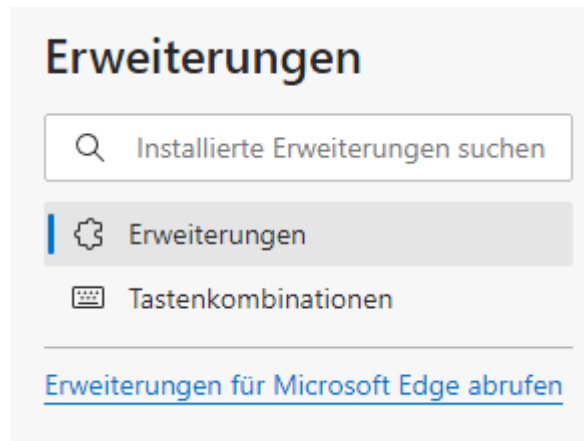 Erweiterungen
Installierte Erweiterungen suchen
Erweiterungen
Tastenkombinationen
Erweiterungen für Microsoft Edge abrufen